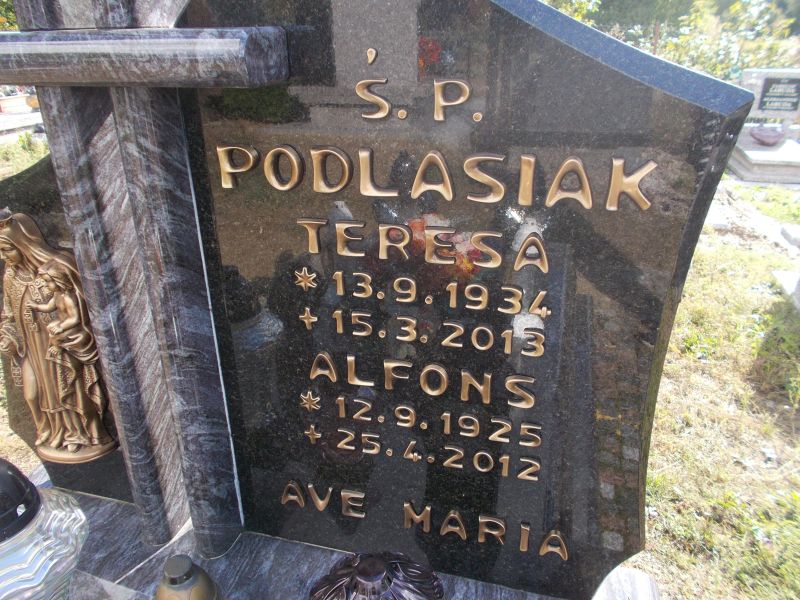 Ś. P.
PODLASIAK
TERESA
* 13.9.1934
+ 15.3.2013
ALFONS
* 12.9.1925
+ 25.4.2012
AVE MARIA